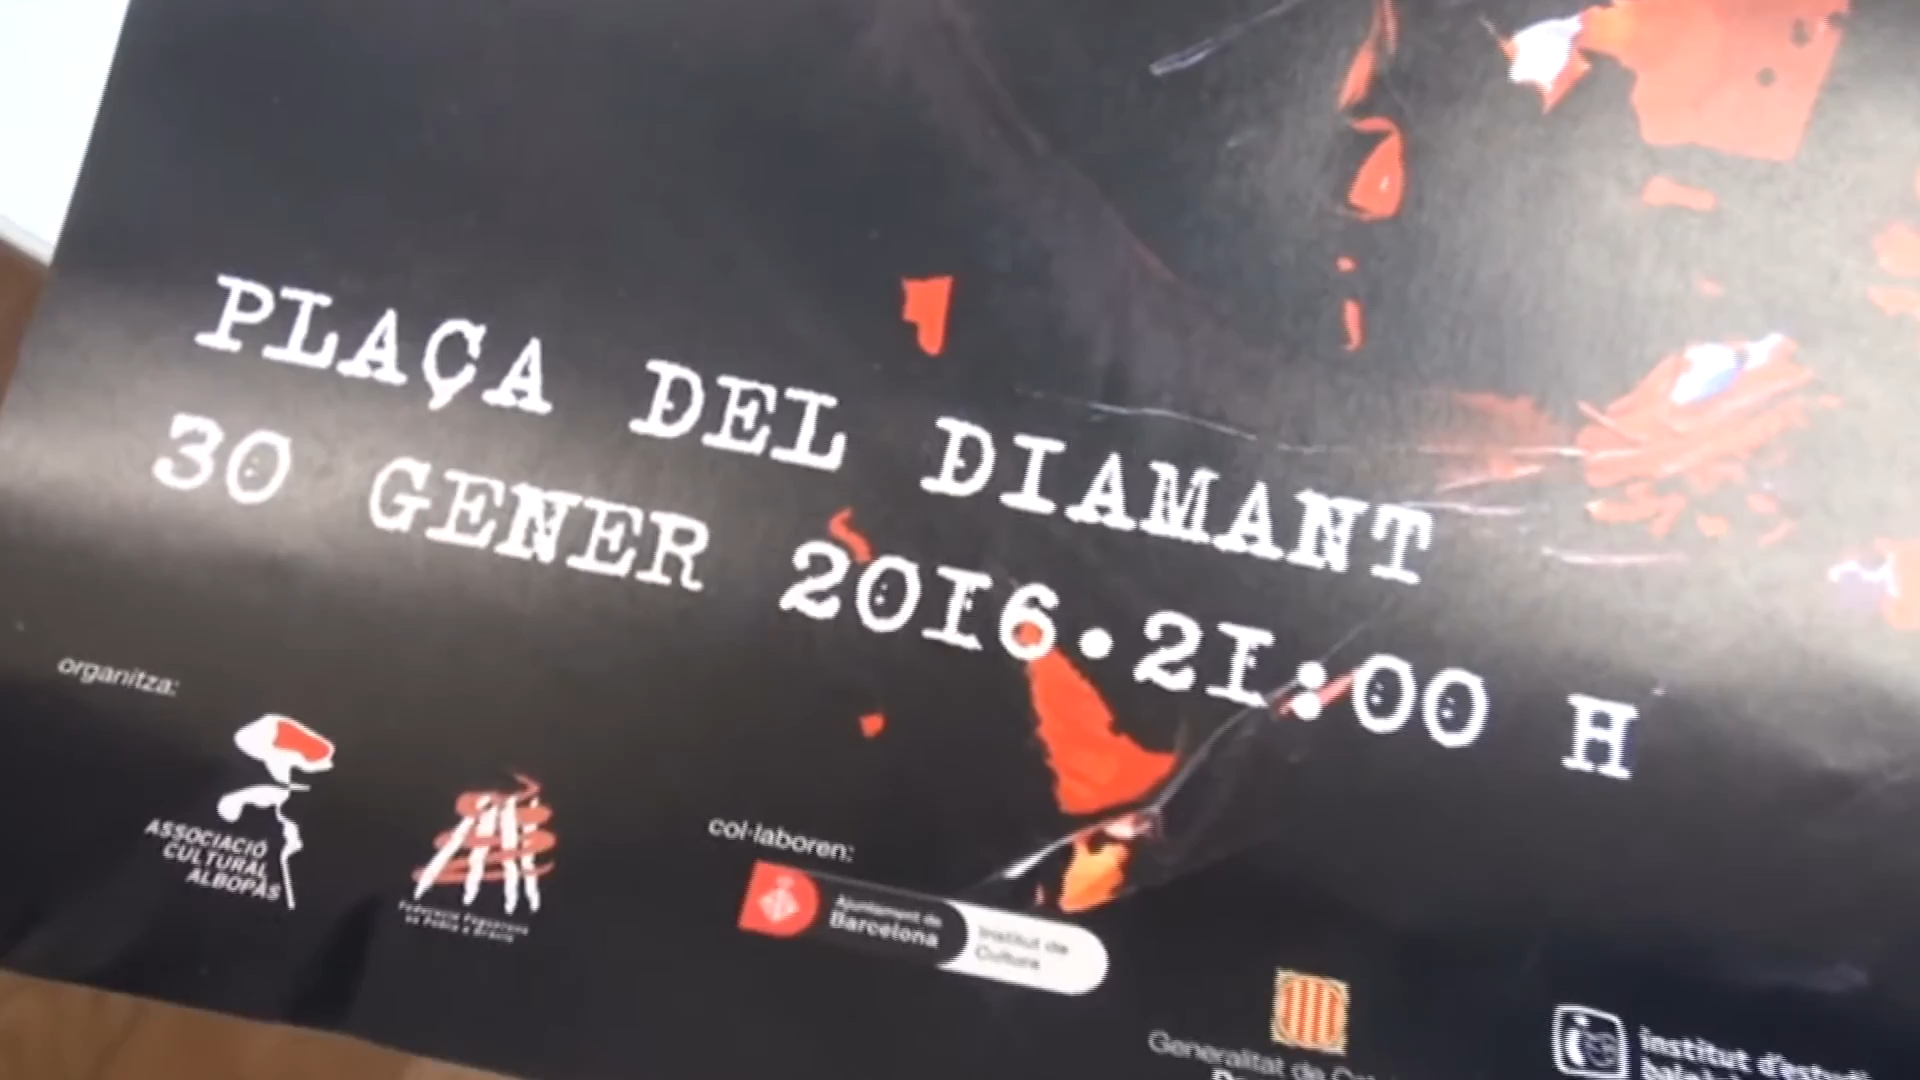 PLAÇA DEL DIAMANT
30 GENER 2016·21:00 H
organitza:
ASSOCIACIÓ
CULTURAL
ALBOPÀS
col·laboren:
Ajuntament de
Barcelona
Institut de
Cultura
Generalitat de
institut